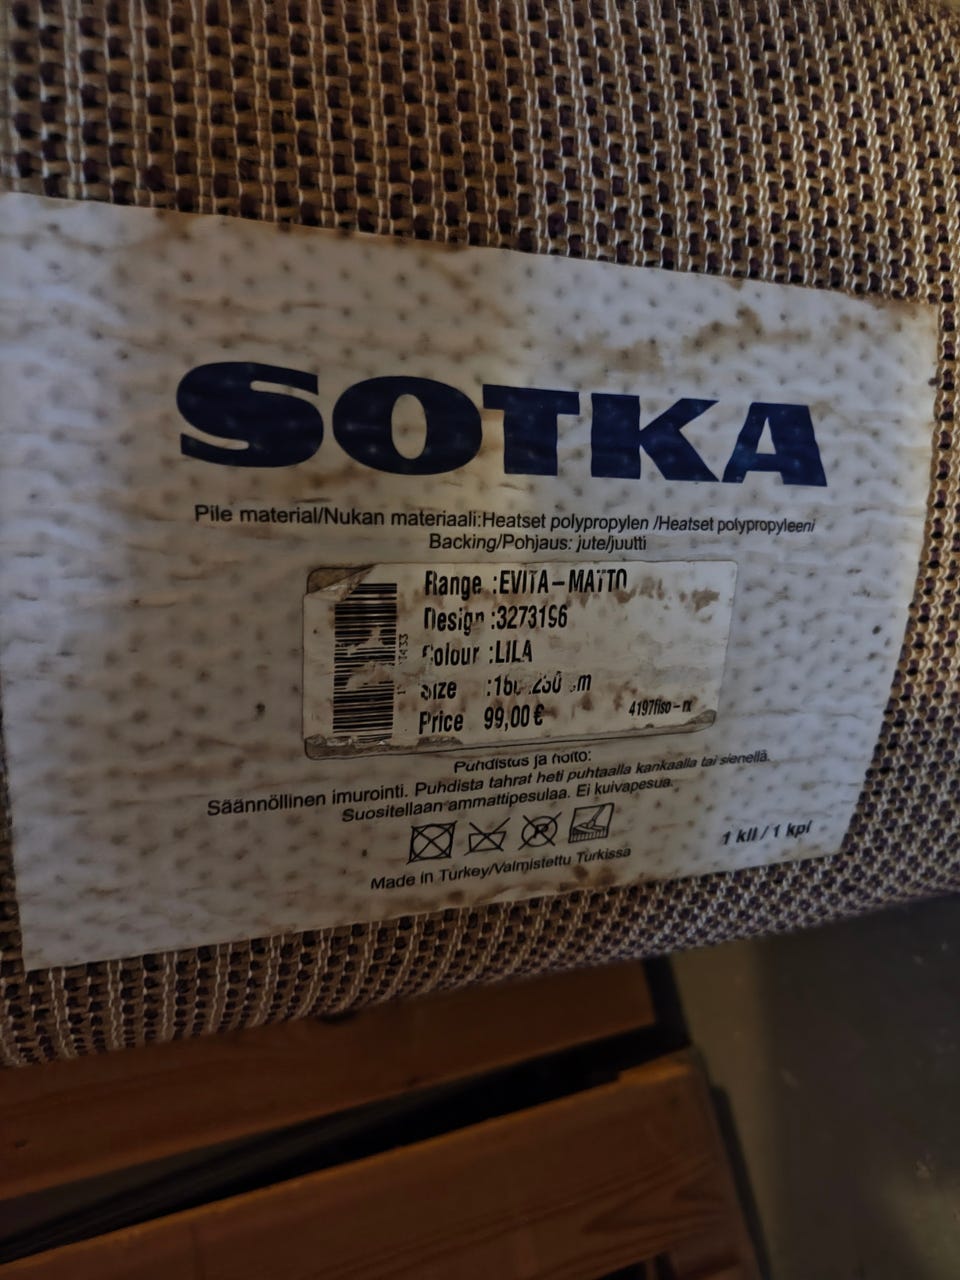 SOTKA
Pile material/Nukan materiaali:Heatset polypropylen /Heatset polypropyleeni
Backing/Pohjaus: jute/juutti
Range :EVITA-MATTO
Design :3273196
Colour :LILA
Size
Price 99,00 €
Puhdistus ja hoito:
Säännöllinen imurointi. Puhdista tahrat heti puhtaalla kankaalla tai sienellä.
Suositellaan ammattipesulaa. Ei kuivapesua.
P
1 kll / 1 kpl
Made in Turkey/Valmistettu Turkissa